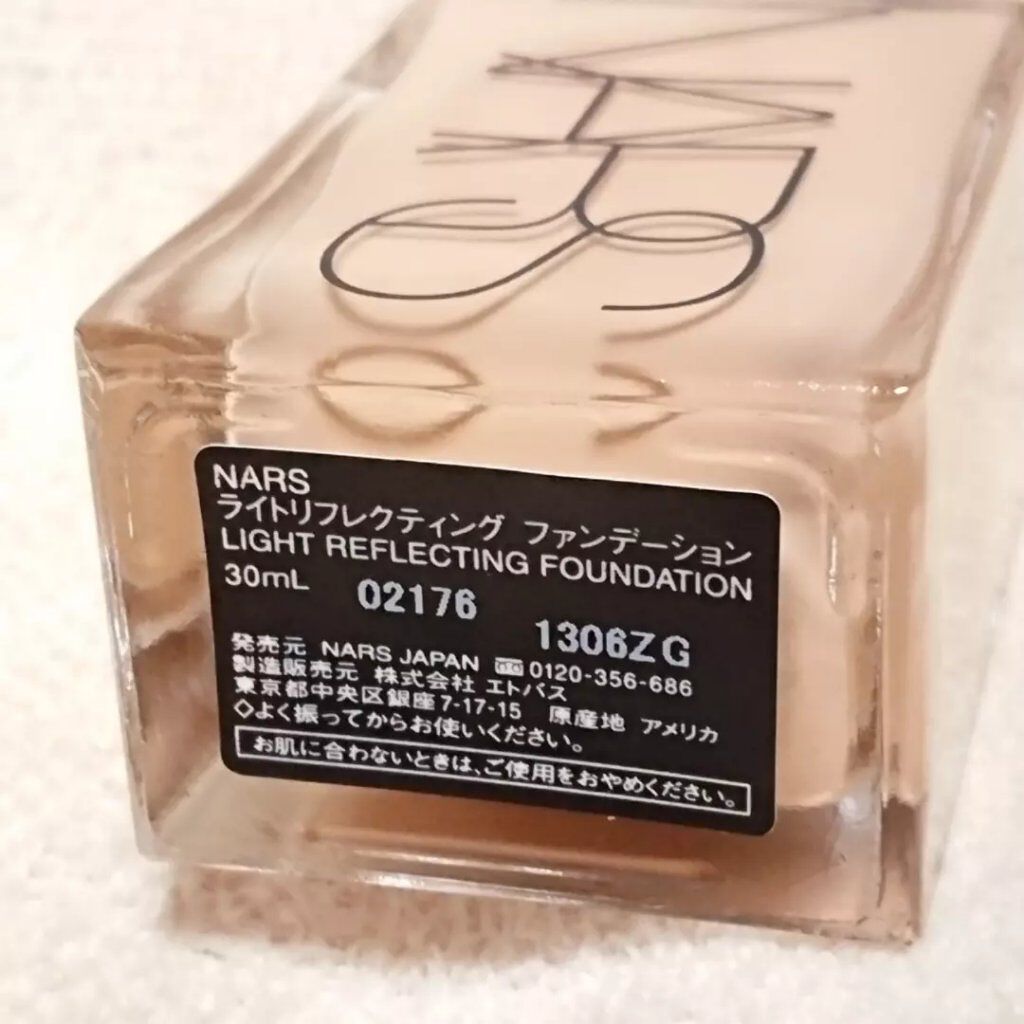 NARS
NARS
ライトリフレクティング ファンデーション
LIGHT REFLECTING FOUNDATION
30mL 02176 1306ZG
発売元 NARS JAPAN 0120-356-686
製造販売元 株式会社 エトバス
東京都中央区銀座7-17-15 原産地 アメリカ
◇よく振ってからお使いください。
お肌に合わないときは、ご使用をおやめください。